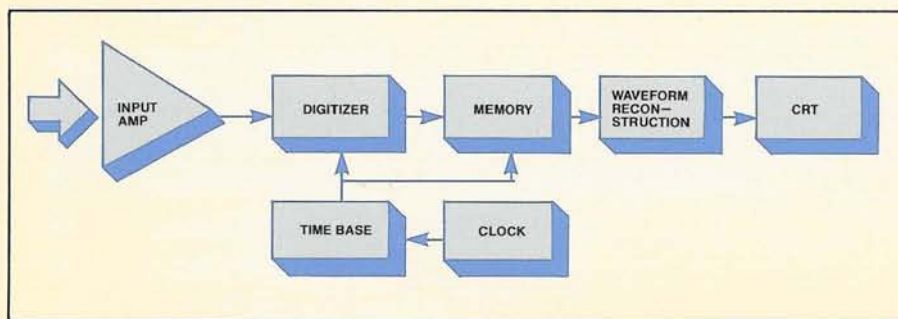 INPUT
AMP
DIGITIZER
MEMORY
WAVEFORM
RECON–
STRUCTION
CRT
TIME BASE
CLOCK